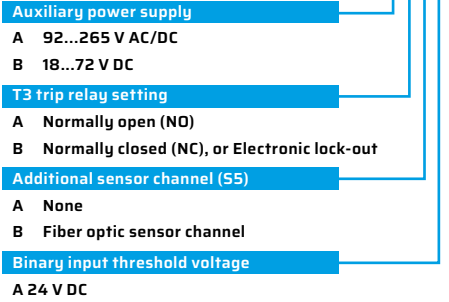 Auxiliary power supply
A 92...265 V AC/DC
B 18...72 V DC
T3 trip relay setting
A Normally open (NO)
B Normally closed (NC), or Electronic lock-out
Additional sensor channel (S5)
A None
B Fiber optic sensor channel
Binary input threshold voltage
A 24 V DC